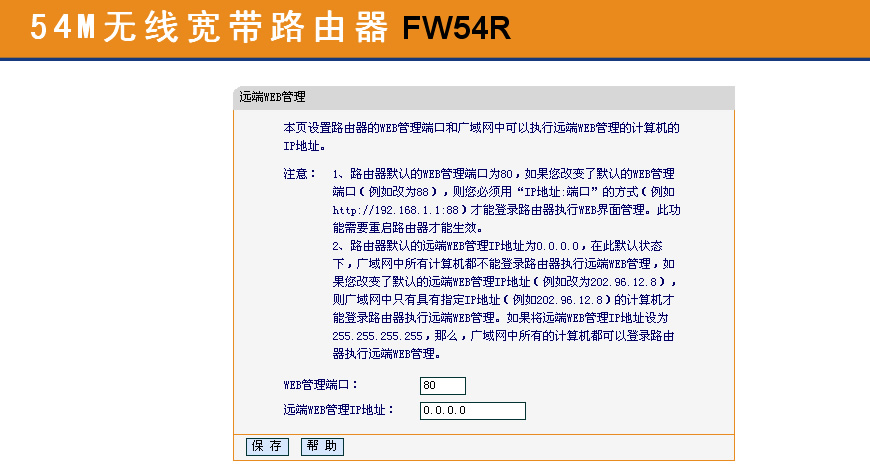 54M无线宽带路由器 FW54R
远端WEB管理
本页设置路由器的WEB管理端口和广域网中可以执行远端WEB管理的计算机的
IP地址。
注意： 1、路由器默认的WEB管理端口为80，如果您改变了默认的WEB管理
端口（例如改为88），则您必须用“IP地址:端口”的方式（例如
http://192.168.1.1:88）才能登录路由器执行WEB界面管理。此功
能需要重启路由器才能生效。
2、路由器默认的远端WEB管理IP地址为0.0.0.0，在此默认状态
下，广域网中所有计算机都不能登录路由器执行远端WEB管理，如
果您改变了默认的远端WEB管理IP地址（例如改为202.96.12.8），
则广域网中只有具有指定IP地址（例如202.96.12.8）的计算机才
能登录路由器执行远端WEB管理。如果将远端WEB管理IP地址设为
255.255.255.255，那么，广域网中所有的计算机都可以登录路由
器执行远端WEB管理。
WEB管理端口： 80
远端WEB管理IP地址： 0.0.0.0
保 存 帮 助